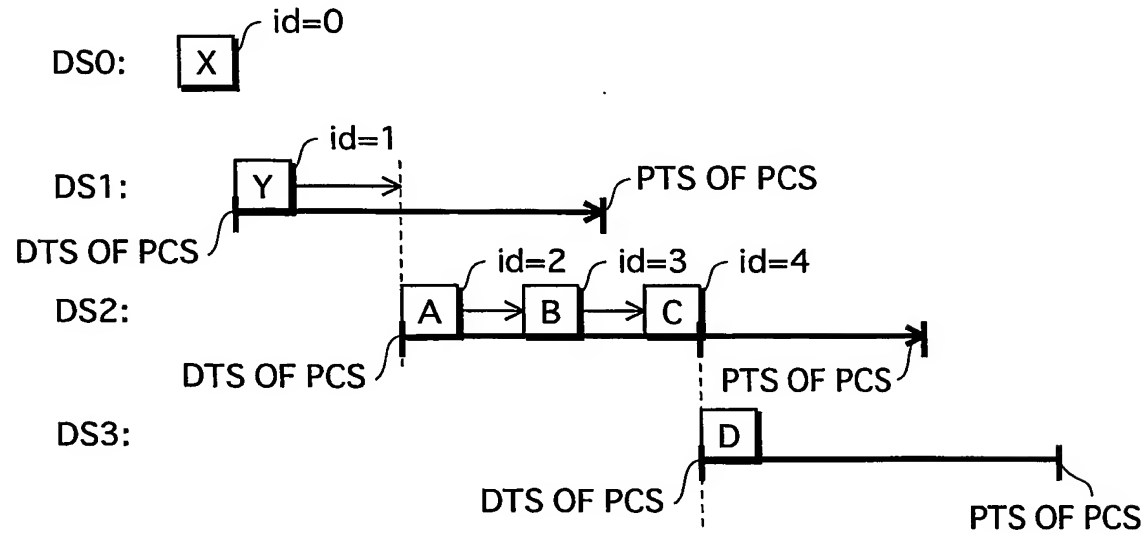 id=0
DS0: X
id=1
DS1: Y
PTS OF PCS
DTS OF PCS
id=2 id=3 id=4
DS2: A B C
DTS OF PCS PTS OF PCS
DS3: D
DTS OF PCS PTS OF PCS